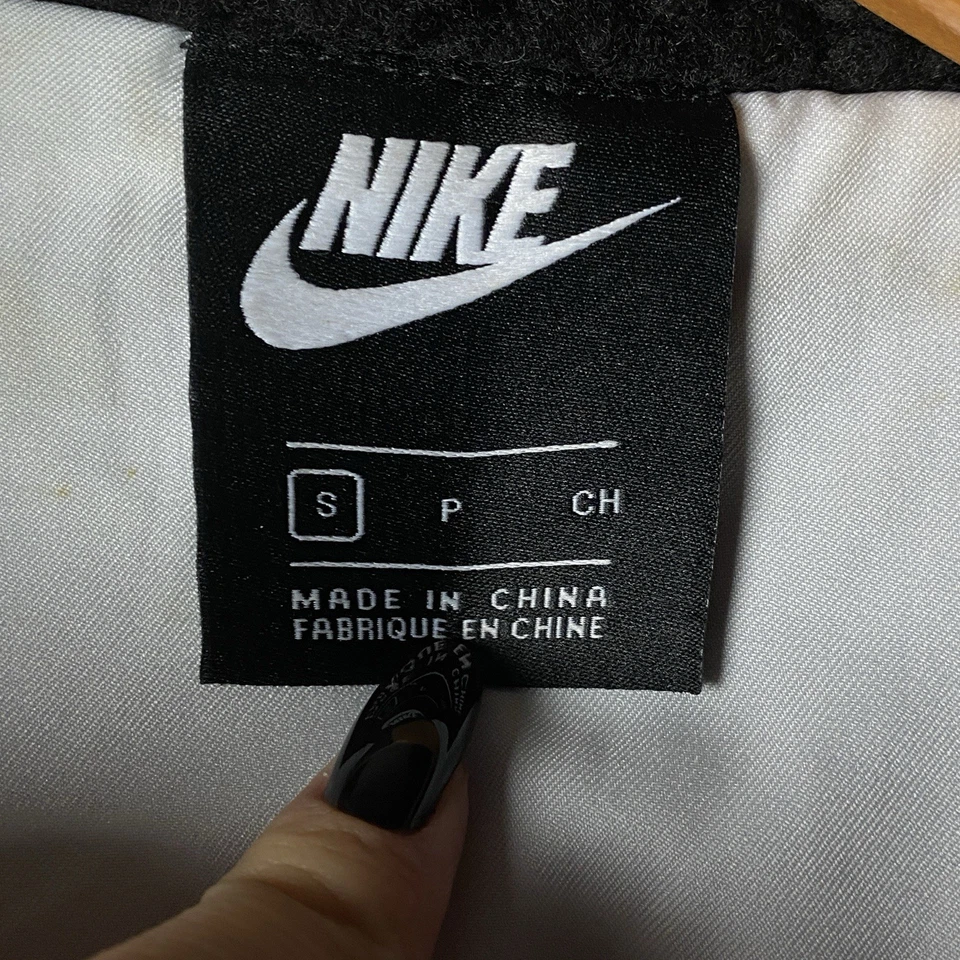 NIKE
S P CH
MADE IN CHINA
FABRIQUE EN CHINE